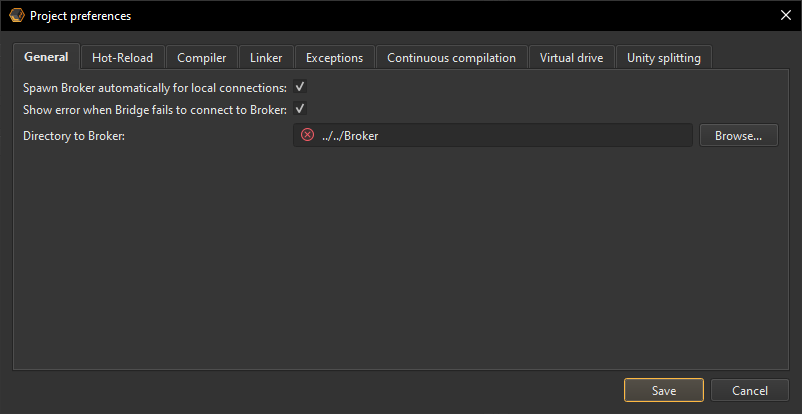 Project preferences
General Hot-Reload Compiler Linker Exceptions Continuous compilation Virtual drive Unity splitting
Spawn Broker automatically for local connections:
Show error when Bridge fails to connect to Broker:
Directory to Broker: ../../Broker Browse...
Save Cancel